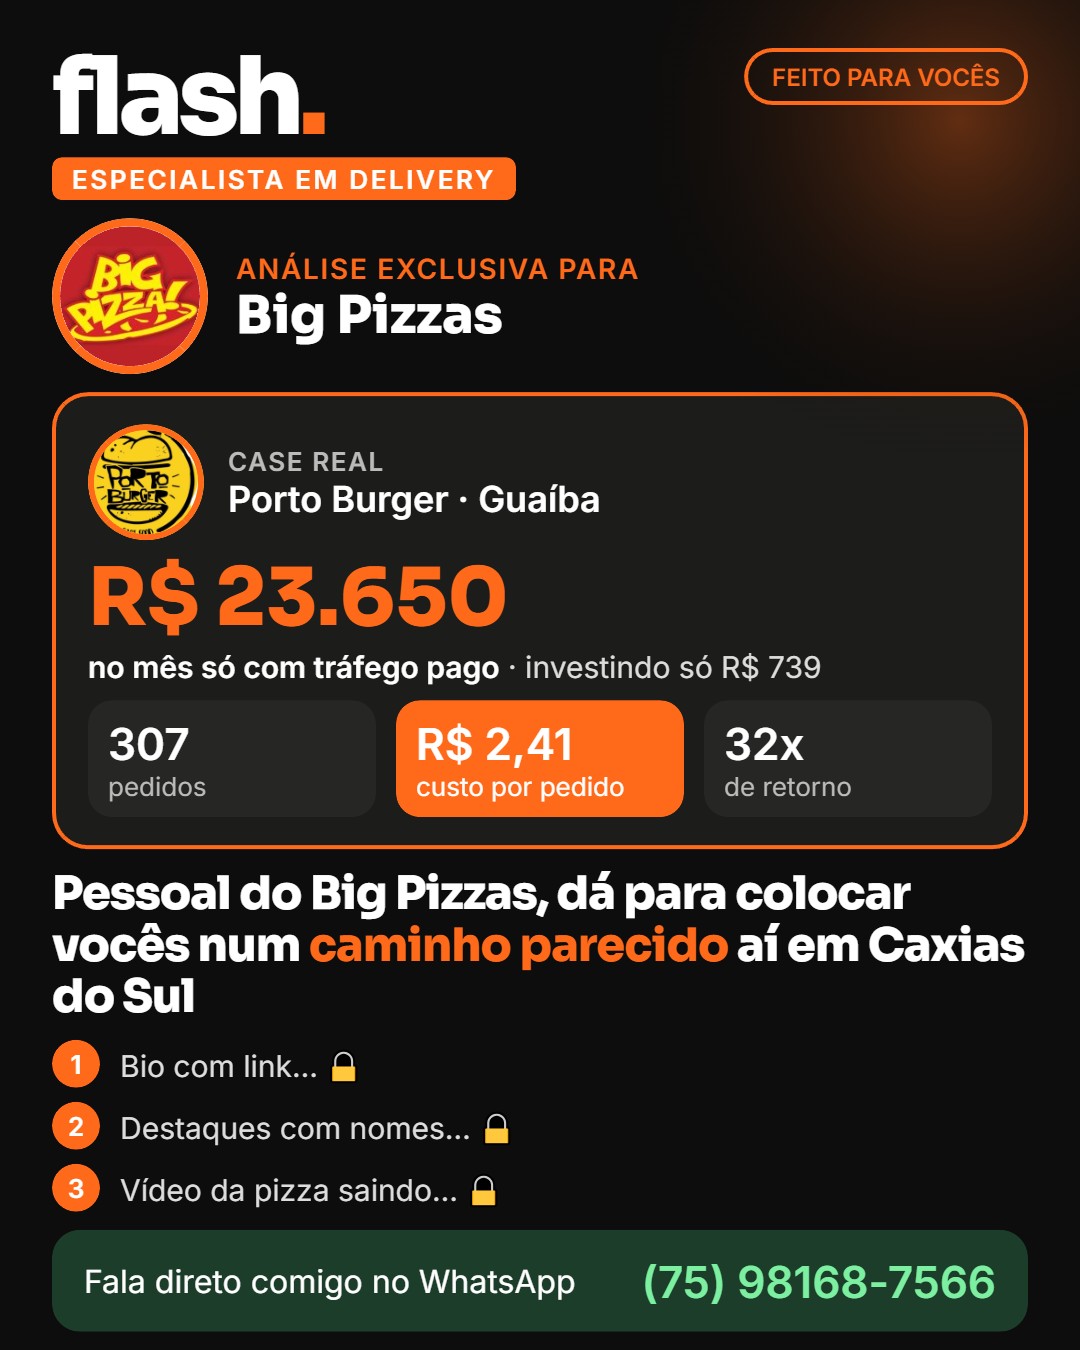 flash.
FEITO PARA VOCÊS
ESPECIALISTA EM DELIVERY
BIG
PIZZA!
ANÁLISE EXCLUSIVA PARA
Big Pizzas
PORTO
BURGER
CASE REAL
Porto Burger · Guaíba
R$ 23.650
no mês só com tráfego pago · investindo só R$ 739
307
pedidos
R$ 2,41
custo por pedido
32x
de retorno
Pessoal do Big Pizzas, dá para colocar
vocês num caminho parecido aí em Caxias
do Sul
1 Bio com link...
2 Destaques com nomes...
3 Vídeo da pizza saindo...
Fala direto comigo no WhatsApp (75) 98168-7566